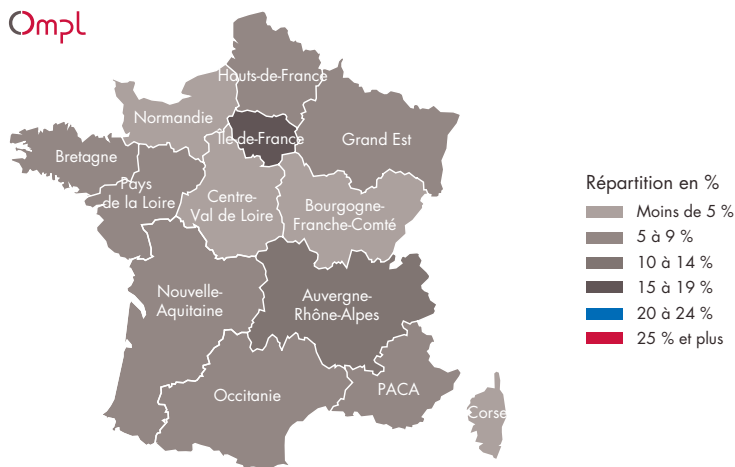 Ompl
Hauts-de-France
Normandie
Île-de-France
Grand Est
Bretagne
Pays
de la Loire
Centre-
Val de Loire
Bourgogne-
Franche-Comté
Nouvelle-
Aquitaine
Auvergne-
Rhône-Alpes
Occitanie
PACA
Corse
Répartition en %
Moins de 5 %
5 à 9 %
10 à 14 %
15 à 19 %
20 à 24 %
25 % et plus